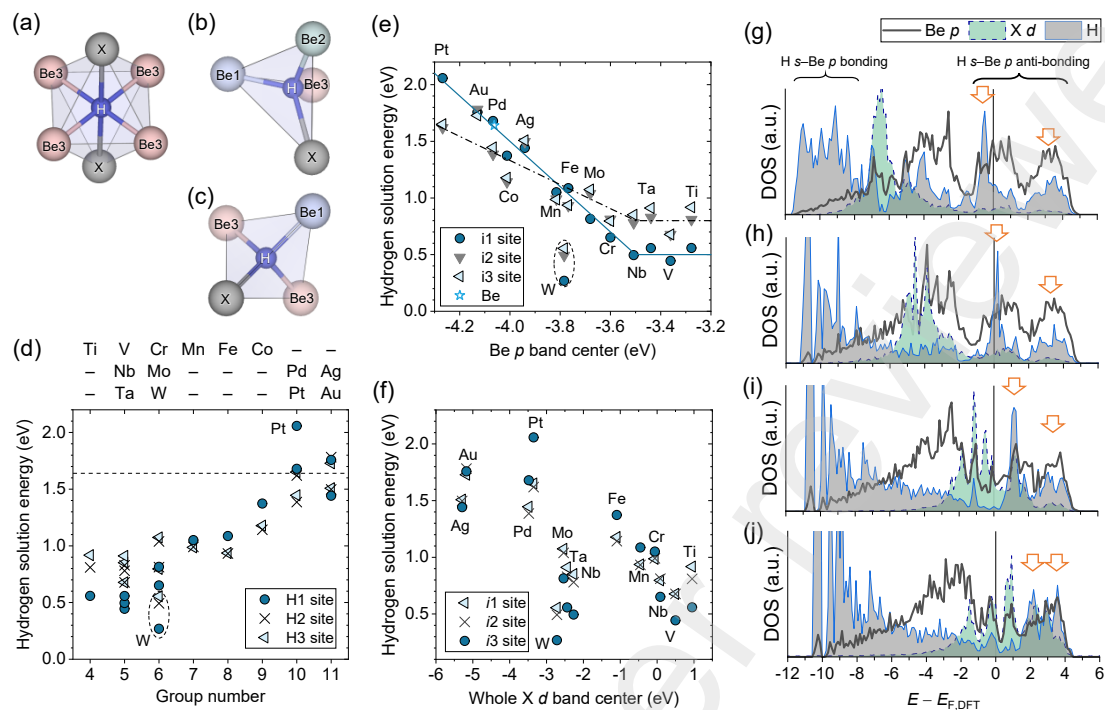 (a)
X
Be3
Be3
H
Be3
Be3
X
(b)
Be2
Be1
H
Be3
X
(c)
Be3
Be1
H
X
Be3
(d)
Ti V Cr Mn Fe Co – –
– Nb Mo – – – Pd Ag
– Ta W – – – Pt Au
Hydrogen solution energy (eV)
2.0
1.5
1.0
0.5
0.0
Pt
W
H1 site
H2 site
H3 site
4 5 6 7 8 9 10 11
Group number
(e)
Hydrogen solution energy (eV)
2.5
2.0
1.5
1.0
0.5
0.0
Pt
Au
Pd
Ag
Co
Fe
Mo
Mn
Ta
Ti
Cr
Nb
V
W
i1 site
i2 site
i3 site
Be
-4.2 -4.0 -3.8 -3.6 -3.4 -3.2
Be p band center (eV)
(f)
Hydrogen solution energy (eV)
2.0
1.5
1.0
0.5
0.0
Pt
Au
Ag
Pd
Fe
Mo
Cr
Ta
Ti
Nb
Mn
Nb
V
W
i1 site
i2 site
i3 site
-6 -5 -4 -3 -2 -1 0 1
Whole X d band center (eV)
Be p X d H
(g)
H s–Be p bonding
H s–Be p anti-bonding
DOS (a.u.)
(h)
DOS (a.u.)
(i)
DOS (a.u.)
(j)
DOS (a.u.)
-12 -10 -8 -6 -4 -2 0 2 4 6
E – EF,DFT